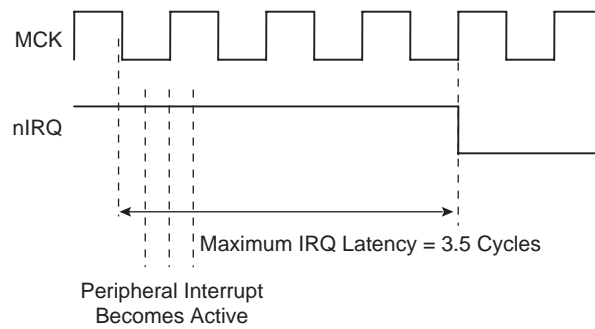 MCK
nIRQ
Maximum IRQ Latency = 3.5 Cycles
Peripheral Interrupt
Becomes Active